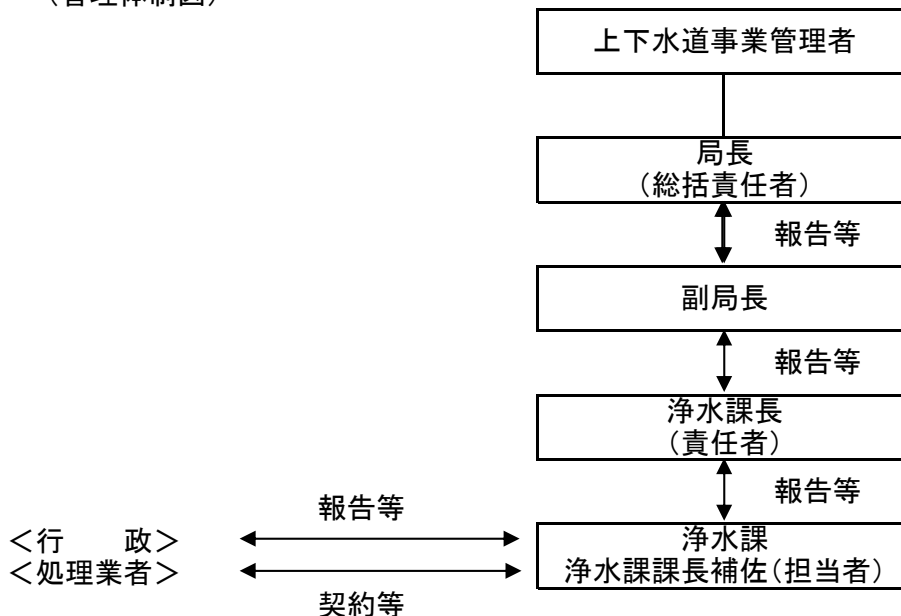 (管理体制図)
上下水道事業管理者
局長
(総括責任者)
報告等
副局長
報告等
浄水課長
(責任者)
報告等
浄水課
浄水課課長補佐(担当者)
報告等
<行　　政>
<処理業者>
契約等